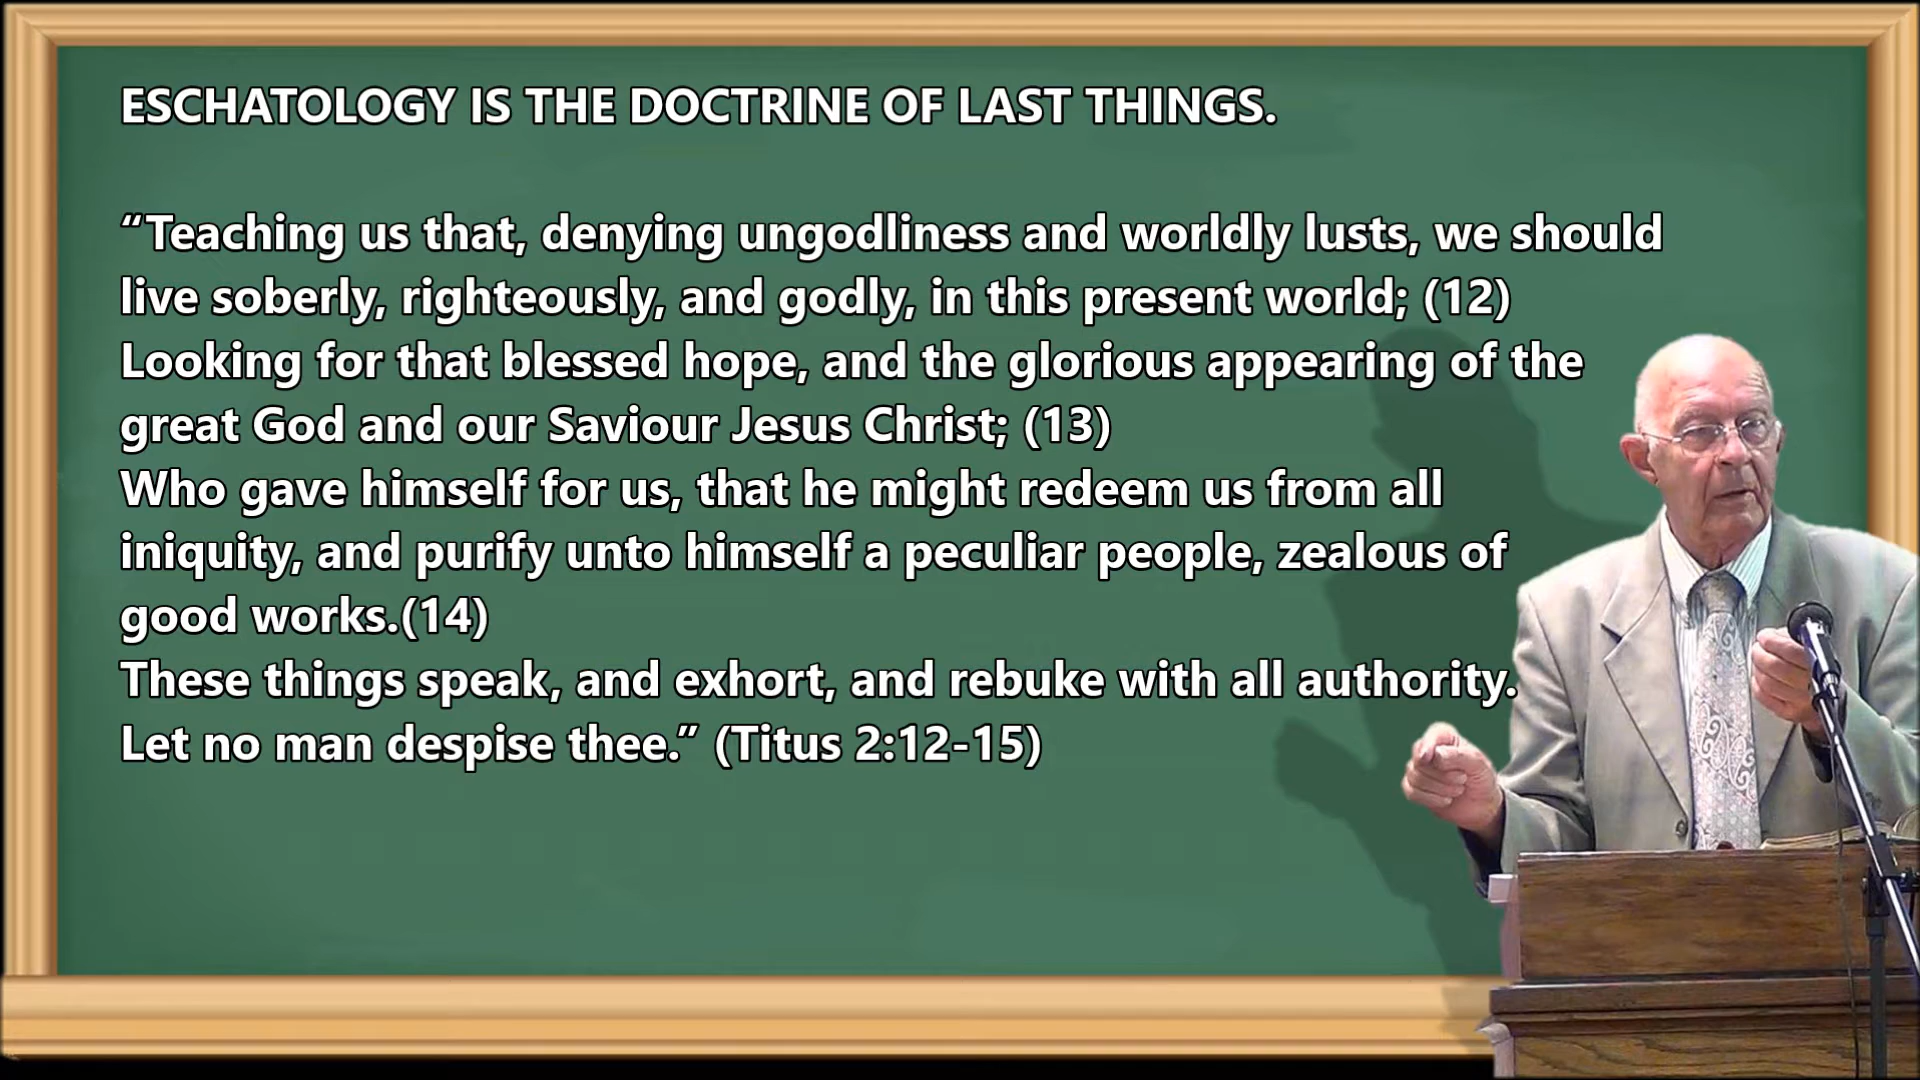 ESCHATOLOGY IS THE DOCTRINE OF LAST THINGS.
“Teaching us that, denying ungodliness and worldly lusts, we should
live soberly, righteously, and godly, in this present world; (12)
Looking for that blessed hope, and the glorious appearing of the
great God and our Saviour Jesus Christ; (13)
Who gave himself for us, that he might redeem us from all
iniquity, and purify unto himself a peculiar people, zealous of
good works.(14)
These things speak, and exhort, and rebuke with all authority.
Let no man despise thee.” (Titus 2:12-15)